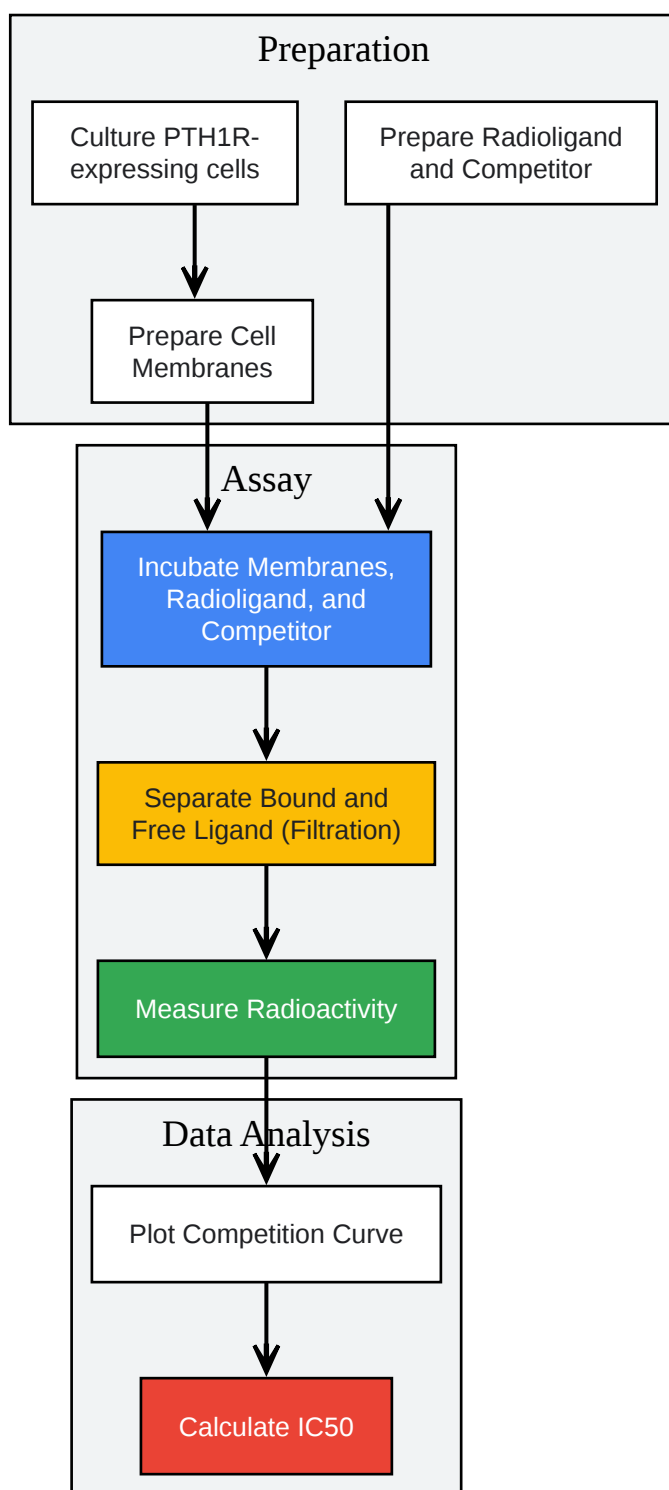 Preparation
Culture PTH1R-
expressing cells
Prepare Radioligand
and Competitor
Prepare Cell
Membranes
Assay
Incubate Membranes,
Radioligand, and
Competitor
Separate Bound and
Free Ligand (Filtration)
Measure Radioactivity
Data Analysis
Plot Competition Curve
Calculate IC50